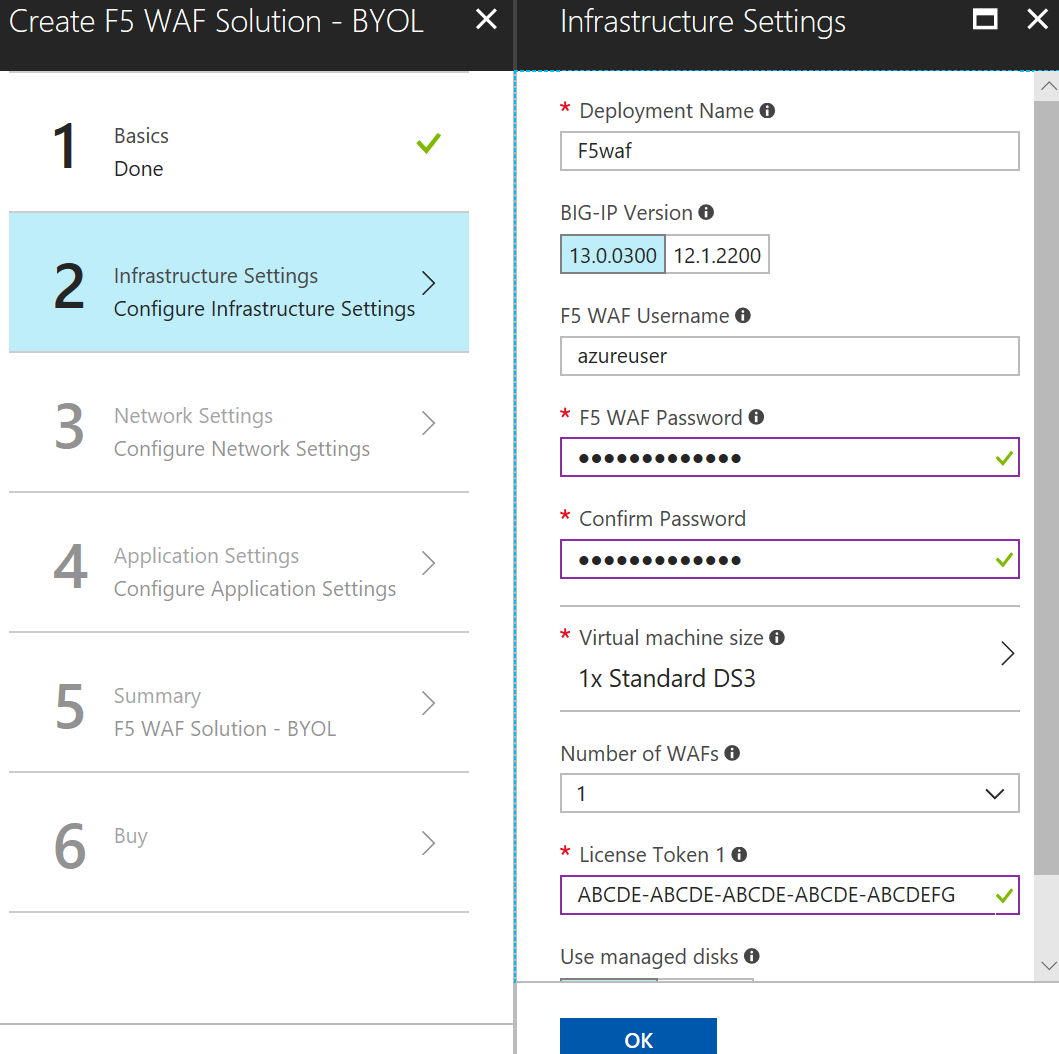 Create F5 WAF Solution - BYOL
1
Basics
Done
2
Infrastructure Settings
Configure Infrastructure Settings
3
Network Settings
Configure Network Settings
4
Application Settings
Configure Application Settings
5
Summary
F5 WAF Solution - BYOL
6
Buy
Infrastructure Settings
* Deployment Name
F5waf
BIG-IP Version
13.0.0300 12.1.2200
F5 WAF Username
azureuser
* F5 WAF Password
•••••••••••••
* Confirm Password
•••••••••••••
* Virtual machine size
1x Standard DS3
Number of WAFs
1
* License Token 1
ABCDE-ABCDE-ABCDE-ABCDE-ABCDEFG
Use managed disks
OK